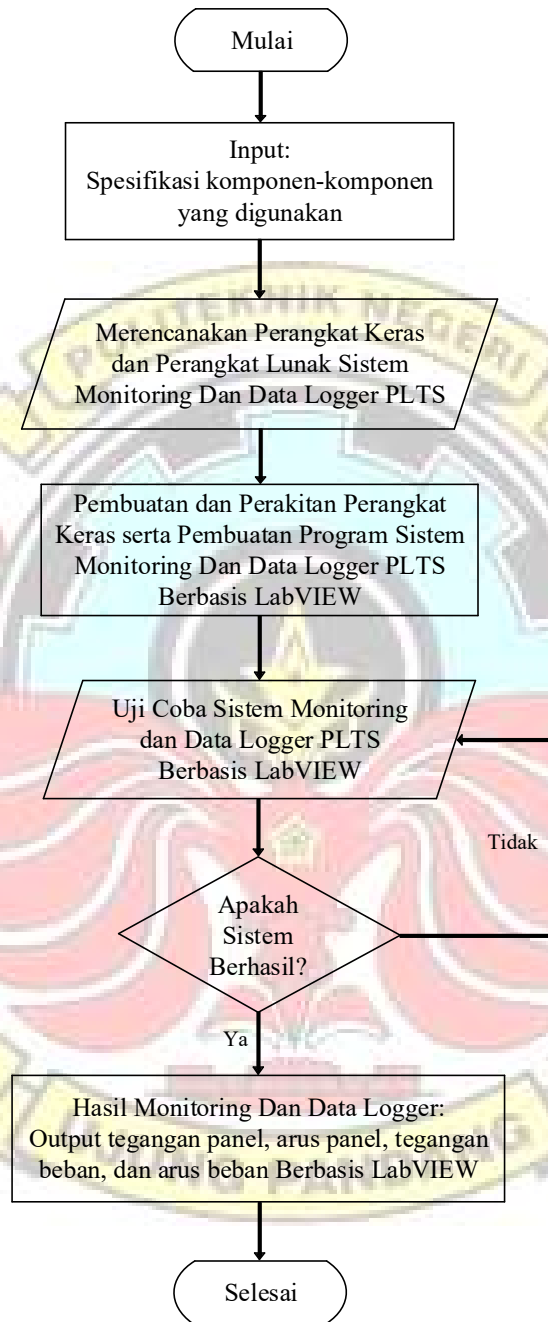 Mulai
Input:
Spesifikasi komponen-komponen
yang digunakan
POLITEKNIK NEGERI
Merencanakan Perangkat Keras
dan Perangkat Lunak Sistem
Monitoring Dan Data Logger PLTS
Pembuatan dan Perakitan Perangkat
Keras serta Pembuatan Program Sistem
Monitoring Dan Data Logger PLTS
Berbasis LabVIEW
Uji Coba Sistem Monitoring
dan Data Logger PLTS
Berbasis LabVIEW
Tidak
Apakah
Sistem
Berhasil?
Ya
Hasil Monitoring Dan Data Logger:
Output tegangan panel, arus panel, tegangan
beban, dan arus beban Berbasis LabVIEW
Selesai